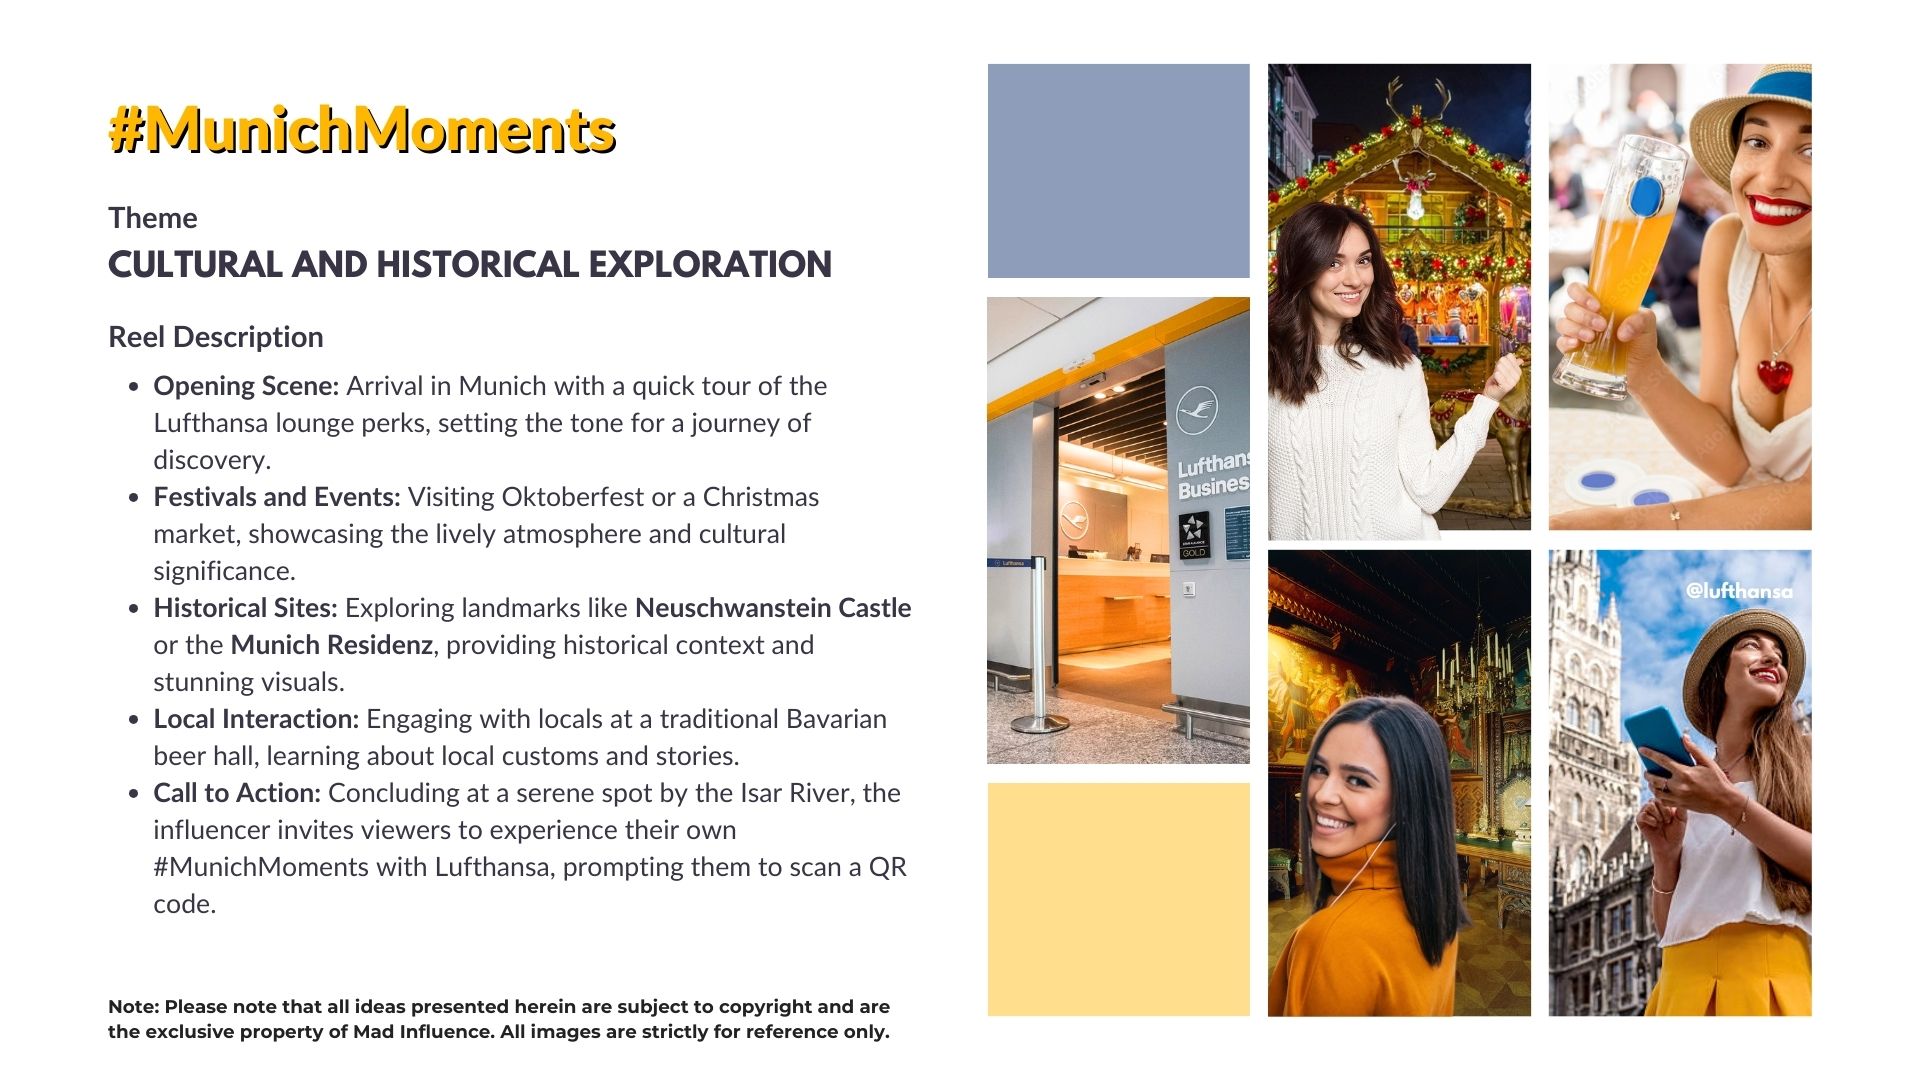 #MunichMoments
Theme
CULTURAL AND HISTORICAL EXPLORATION
Reel Description
• Opening Scene: Arrival in Munich with a quick tour of the
Lufthansa lounge perks, setting the tone for a journey of
discovery.
• Festivals and Events: Visiting Oktoberfest or a Christmas
market, showcasing the lively atmosphere and cultural
significance.
• Historical Sites: Exploring landmarks like Neuschwanstein Castle
or the Munich Residenz, providing historical context and
stunning visuals.
• Local Interaction: Engaging with locals at a traditional Bavarian
beer hall, learning about local customs and stories.
• Call to Action: Concluding at a serene spot by the Isar River, the
influencer invites viewers to experience their own
#MunichMoments with Lufthansa, prompting them to scan a QR
code.
Note: Please note that all ideas presented herein are subject to copyright and are
the exclusive property of Mad Influence. All images are strictly for reference only.
Lufthans
Busines
GOLD
Lufthansa
@lufthansa